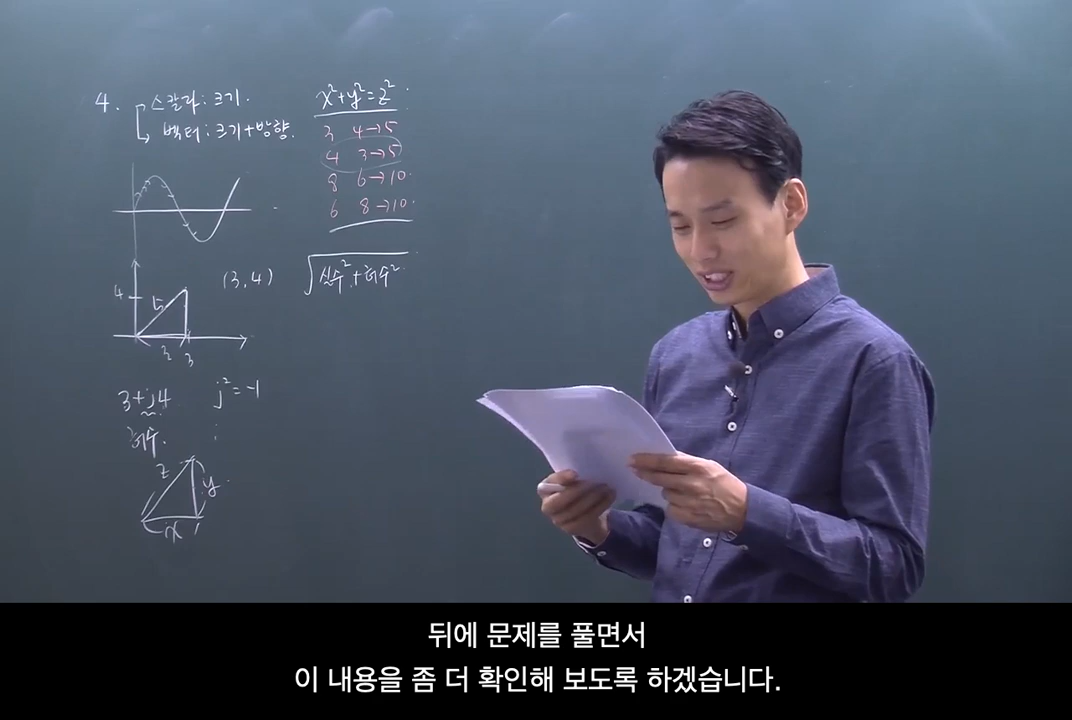 4. 스칼라 : 크기.
벡터 : 크기+방향.
x²+y²=z²
3 4→5
4 3→5
8 6→10.
6 8→10.
(3,4)
√실수²+허수²
4
5
3 3
3+j4
j²=-1
허수.
z
y
x
뒤에 문제를 풀면서
이 내용을 좀 더 확인해 보도록 하겠습니다.